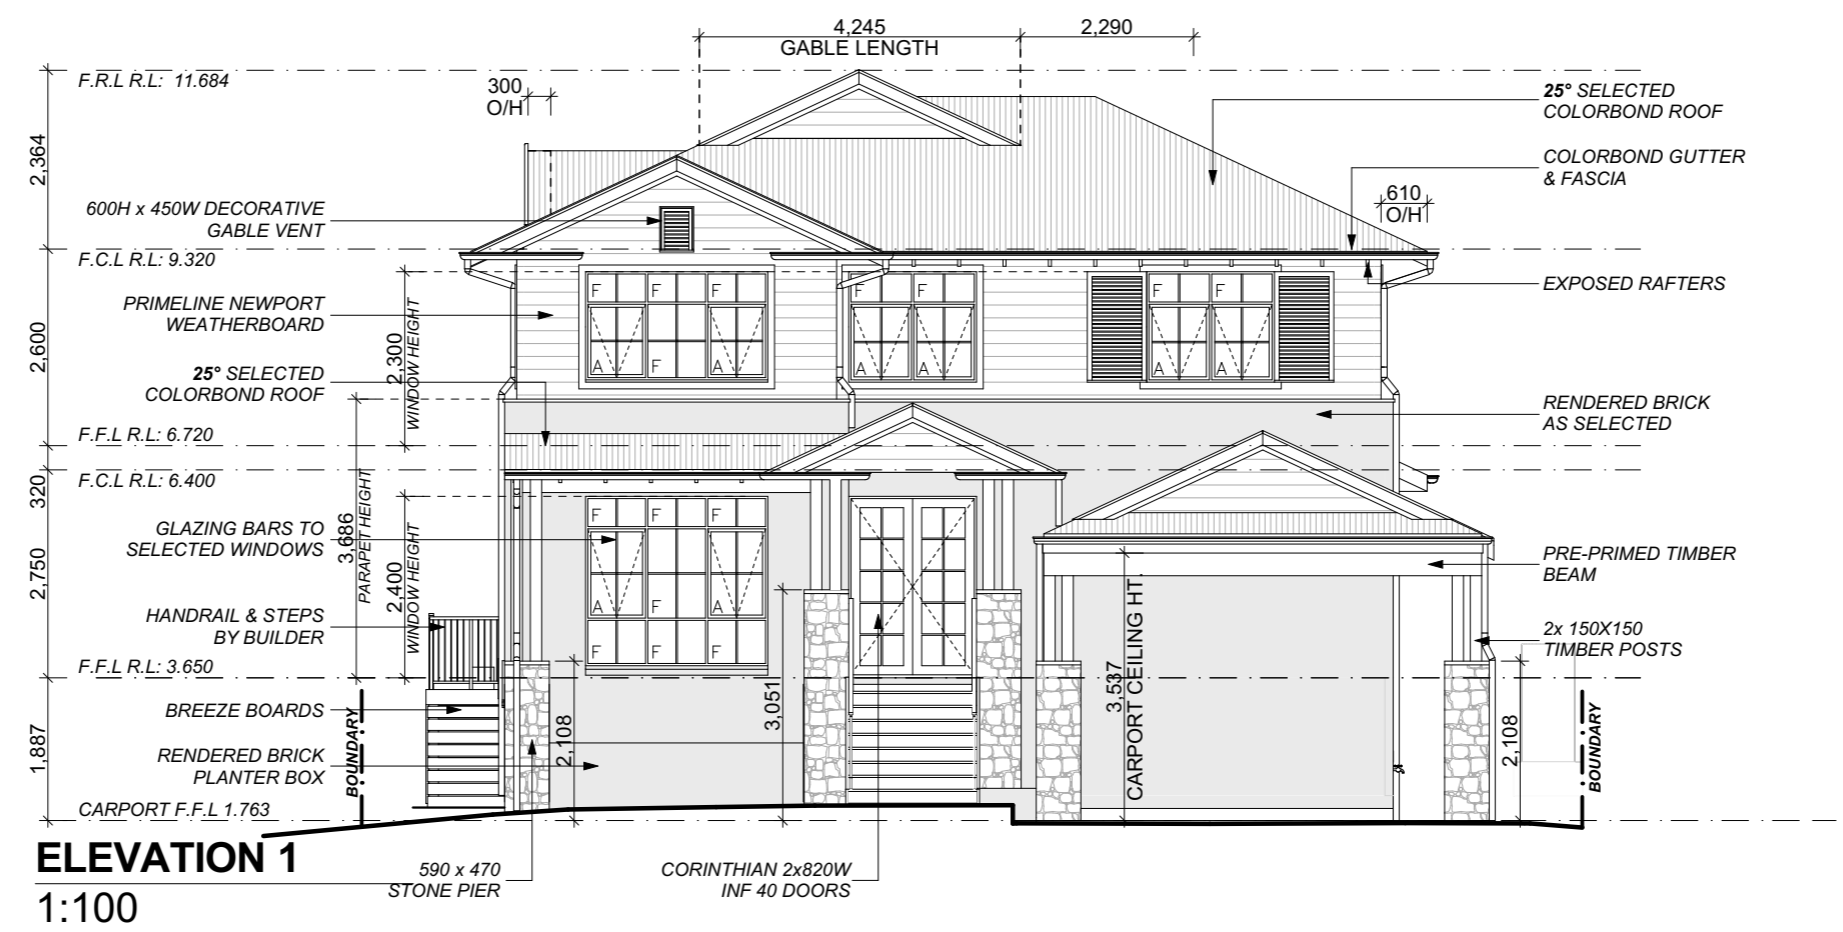 4,245
GABLE LENGTH
2,290
F.R.L R.L: 11.684
300
O/H
25° SELECTED
COLORBOND ROOF
2,364
COLORBOND GUTTER
& FASCIA
610
O/H
600H x 450W DECORATIVE
GABLE VENT
F.C.L R.L: 9.320
EXPOSED RAFTERS
PRIMELINE NEWPORT
WEATHERBOARD
F F F
F F
F F
A F A
A A
A A
2,600
2,300
WINDOW HEIGHT
25° SELECTED
COLORBOND ROOF
RENDERED BRICK
AS SELECTED
F.F.L R.L: 6.720
F.C.L R.L: 6.400
320
3,686
PARAPET HEIGHT
GLAZING BARS TO
SELECTED WINDOWS
F F F
A F A
F F F
2,750
2,400
WINDOW HEIGHT
PRE-PRIMED TIMBER
BEAM
HANDRAIL & STEPS
BY BUILDER
2x 150X150
TIMBER POSTS
F.F.L R.L: 3.650
3,537
CARPORT CEILING HT.
3,051
2,108
2,108
BREEZE BOARDS
BOUNDARY
BOUNDARY
1,887
RENDERED BRICK
PLANTER BOX
CARPORT F.F.L 1.763
ELEVATION 1
1:100
590 x 470
STONE PIER
CORINTHIAN 2x820W
INF 40 DOORS